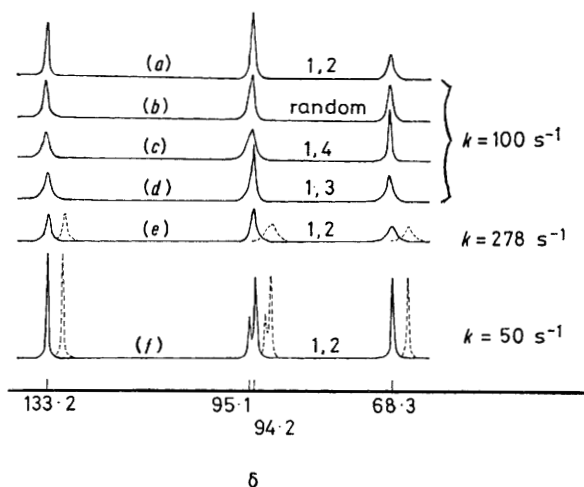 (a) 1,2
(b) random
(c) 1,4
(d) 1,3
k = 100 s⁻¹
(e) 1,2 k = 278 s⁻¹
(f) 1,2 k = 50 s⁻¹
133·2 95·1 68·3
94·2
δ